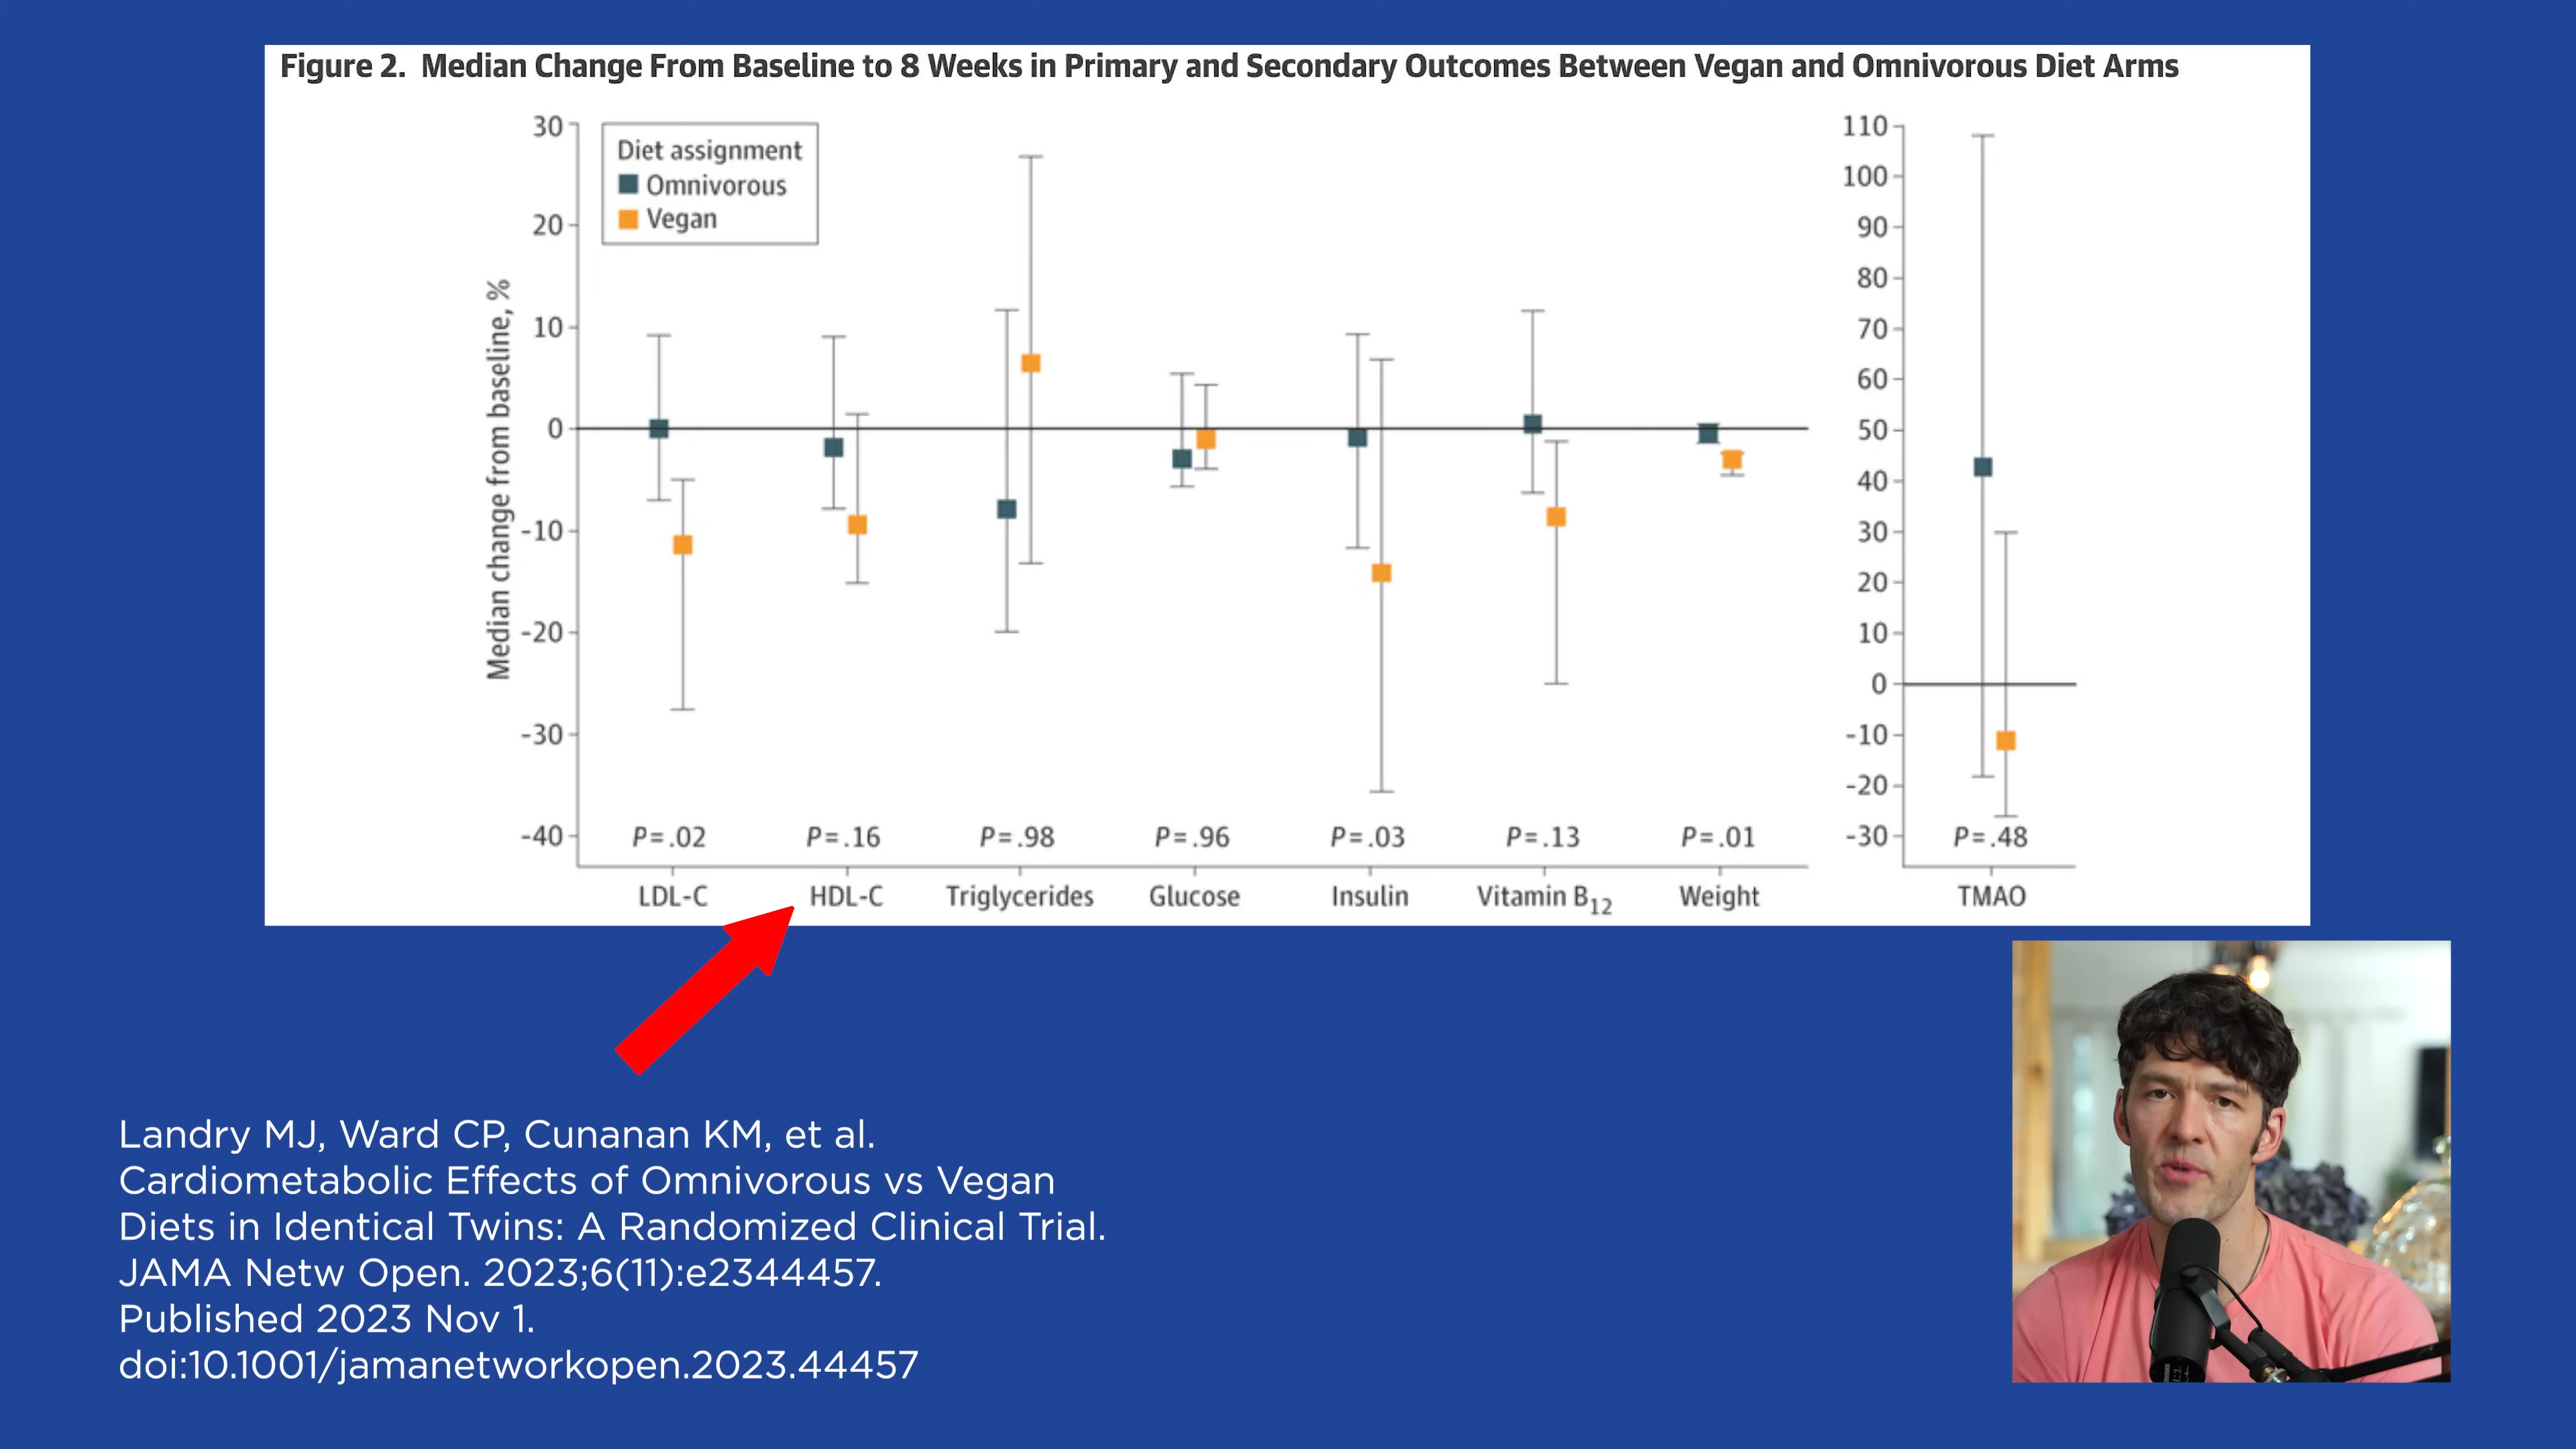 Figure 2. Median Change From Baseline to 8 Weeks in Primary and Secondary Outcomes Between Vegan and Omnivorous Diet Arms
Median change from baseline, %
30
20
10
0
-10
-20
-30
-40
Diet assignment
Omnivorous
Vegan
P=.02
P=.16
P=.98
P=.96
P=.03
P=.13
P=.01
LDL-C
HDL-C
Triglycerides
Glucose
Insulin
Vitamin B12
Weight
110
100
90
80
70
60
50
40
30
20
10
0
-10
-20
-30
P=.48
TMAO
Landry MJ, Ward CP, Cunanan KM, et al.
Cardiometabolic Effects of Omnivorous vs Vegan
Diets in Identical Twins: A Randomized Clinical Trial.
JAMA Netw Open. 2023;6(11):e2344457.
Published 2023 Nov 1.
doi:10.1001/jamanetworkopen.2023.44457